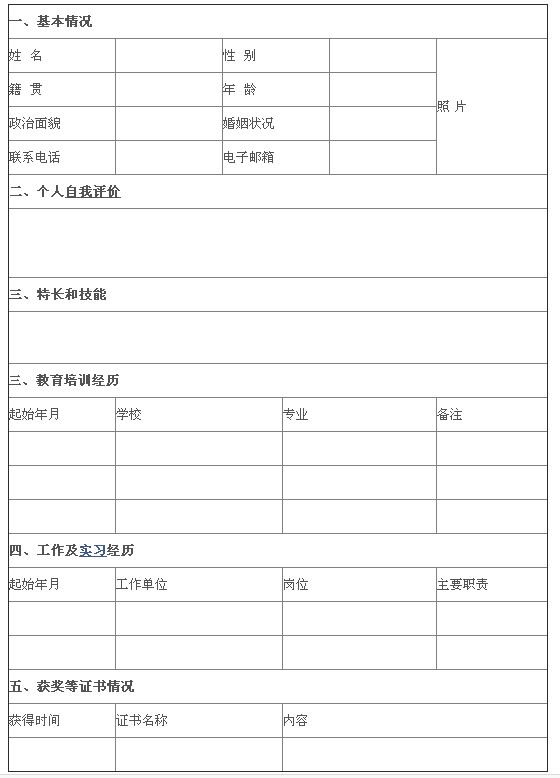 一、基本情况
姓 名 性 别 照 片
籍 贯 年 龄
政治面貌 婚姻状况
联系电话 电子邮箱
二、个人自我评价
三、特长和技能
三、教育培训经历
起始年月 学校 专业 备注
四、工作及实习经历
起始年月 工作单位 岗位 主要职责
五、获奖等证书情况
获得时间 证书名称 内容